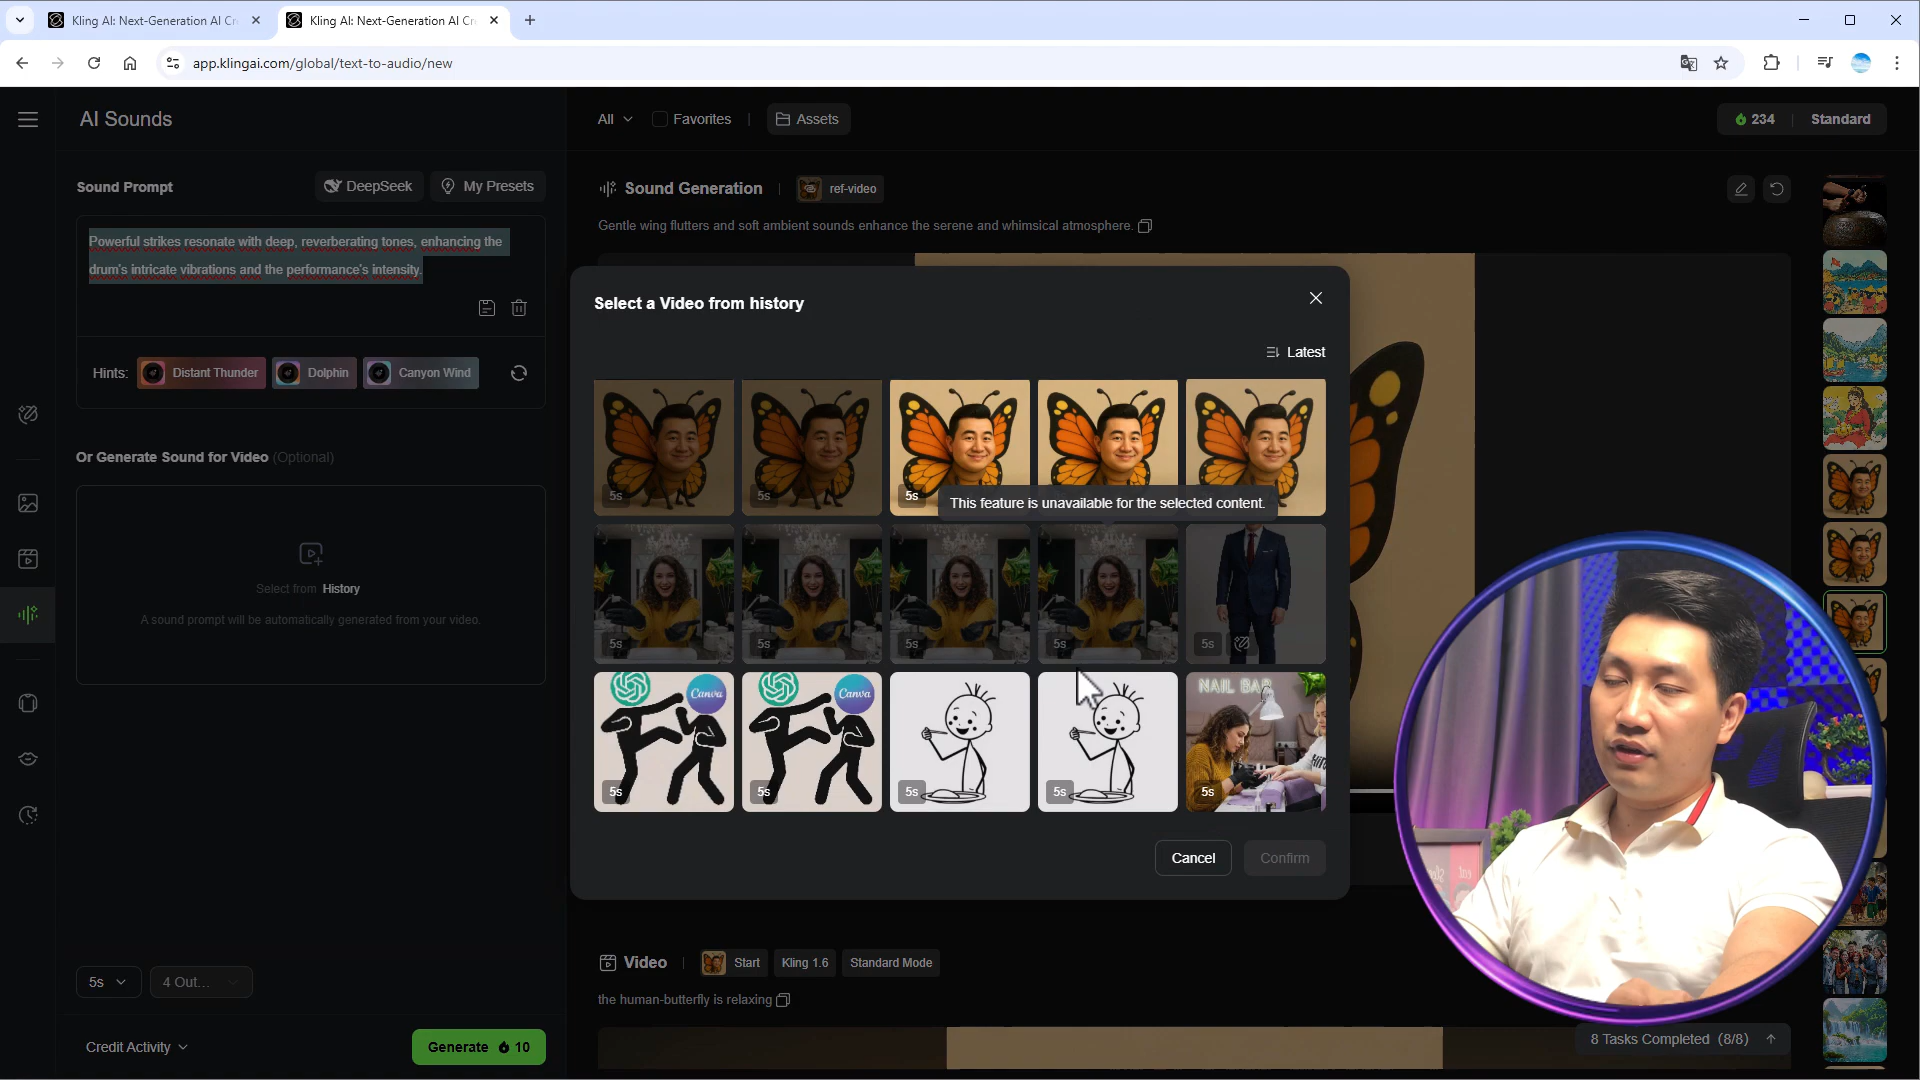 Kling AI: Next-Generation AI Cr
Kling AI: Next-Generation AI Cr
app.klingai.com/global/text-to-audio/new
AI Sounds
All
Favorites
Assets
234
Standard
Sound Prompt
DeepSeek
My Presets
Powerful strikes resonate with deep, reverberating tones, enhancing the
drum's intricate vibrations and the performance's intensity.
Hints:
Distant Thunder
Dolphin
Canyon Wind
Or Generate Sound for Video (Optional)
Select from History
A sound prompt will be automatically generated from your video.
5s
4 Out...
Credit Activity
Generate 10
Sound Generation
ref-video
Gentle wing flutters and soft ambient sounds enhance the serene and whimsical atmosphere.
Select a Video from history
Latest
5s
5s
5s
This feature is unavailable for the selected content.
5s
5s
5s
5s
5s
Canva
Canva
NAIL BAR
5s
5s
5s
5s
5s
Cancel
Confirm
Video
Start
Kling 1.6
Standard Mode
the human-butterfly is relaxing
8 Tasks Completed (8/8)